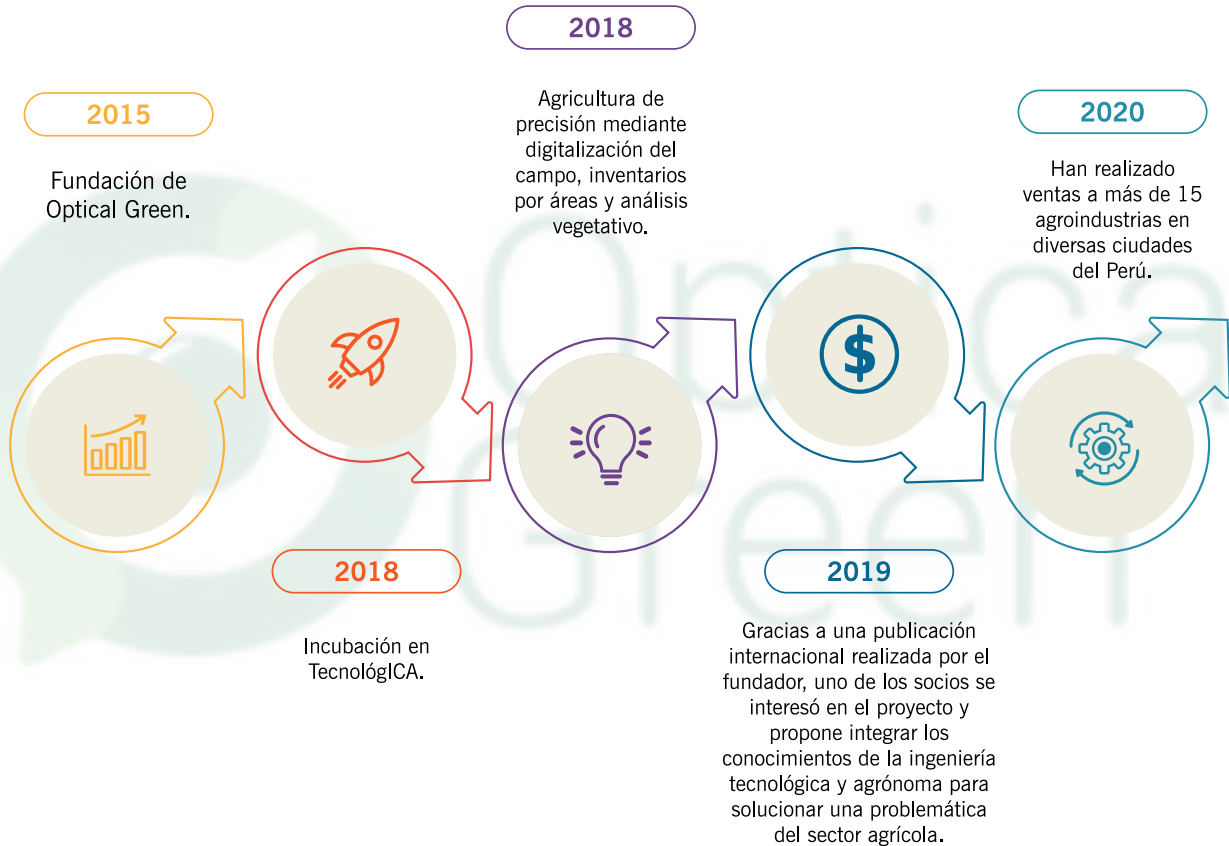 2015
Fundación de
Optical Green.
2018
Incubación en
TecnológICA.
2018
Agricultura de
precisión mediante
digitalización del
campo, inventarios
por áreas y análisis
vegetativo.
$
2019
Gracias a una publicación
internacional realizada por el
fundador, uno de los socios se
interesó en el proyecto y
propone integrar los
conocimientos de la ingeniería
tecnológica y agrónoma para
solucionar una problemática
del sector agrícola.
2020
Han realizado
ventas a más de 15
agroindustrias en
diversas ciudades
del Perú.
Optica
Green